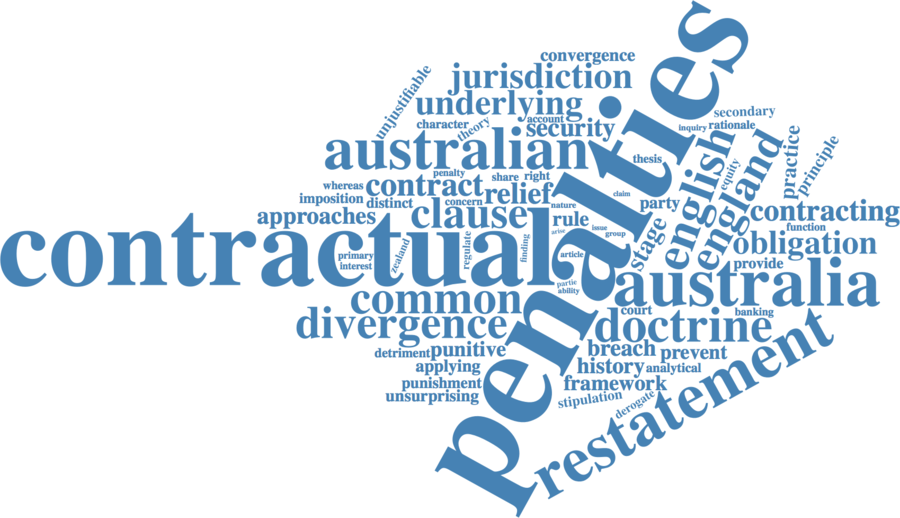 convergence
jurisdiction
unjustifiable
underlying
secondary
character
theory
account
security
inquiry
rationale
australian
thesis
penalties
english
england
equity
practice
principle
penalty
share
right
whereas
contract
relief
claim
imposition
distinct
concern
nature
party
approaches
clause
rule
contracting
contractual
arise
issue
group
stage
function
obligation
primary
interest
zealand
regulate
finding
article
provide
partie
ability
australia
common
court
banking
divergence
doctrine
detriment
punitive
breach
prevent
applying
history
analytical
punishment
framework
unsurprising
stipulation
derogate
restatement